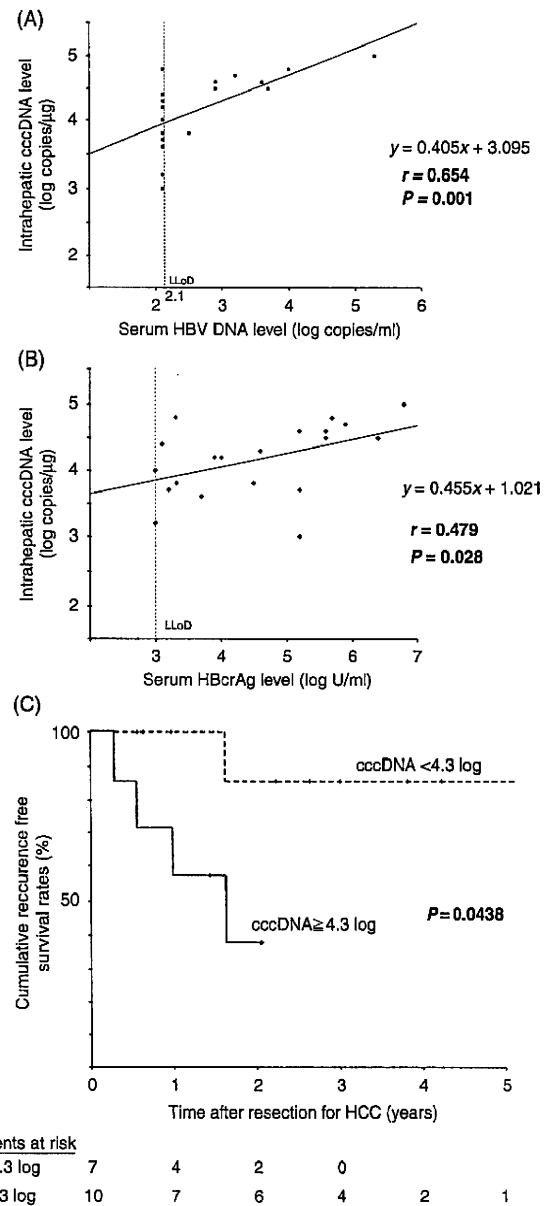 (A)
Intrahepatic cccDNA level
(log copies/µg)
5
4
3
2
y = 0.405x + 3.095
r = 0.654
P = 0.001
LLoD
2.1
2 3 4 5 6
Serum HBV DNA level (log copies/ml)
(B)
Intrahepatic cccDNA level
(log copies/µg)
5
4
3
2
y = 0.455x + 1.021
r = 0.479
P = 0.028
LLoD
3 4 5 6 7
Serum HBcrAg level (log U/ml)
(C)
Cumulative reccurence free
survival rates (%)
100
50
cccDNA <4.3 log
cccDNA≧4.3 log
P=0.0438
0 1 2 3 4 5
Time after resection for HCC (years)
ents at risk
.3 log 7 4 2 0
3 log 10 7 6 4 2 1